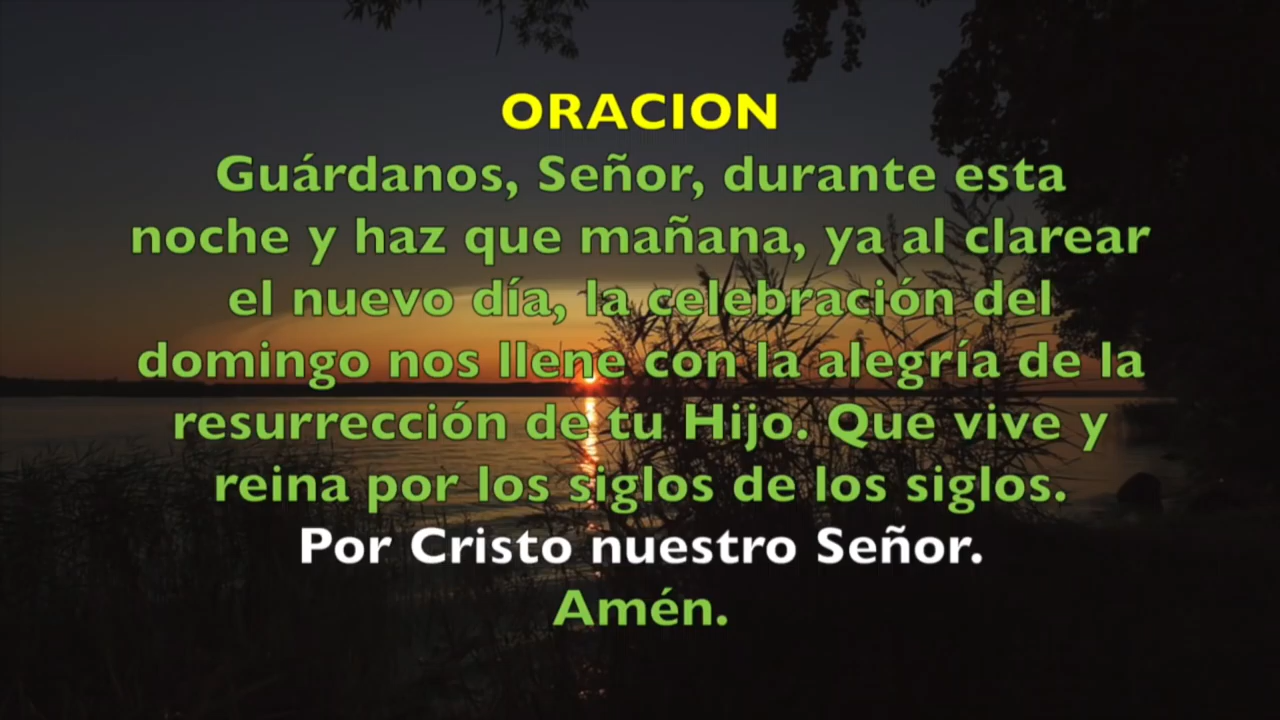 ORACION
Guárdanos, Señor, durante esta
noche y haz que mañana, ya al clarear
el nuevo día, la celebración del
domingo nos llene con la alegría de la
resurrección de tu Hijo. Que vive y
reina por los siglos de los siglos.
Por Cristo nuestro Señor.
Amén.